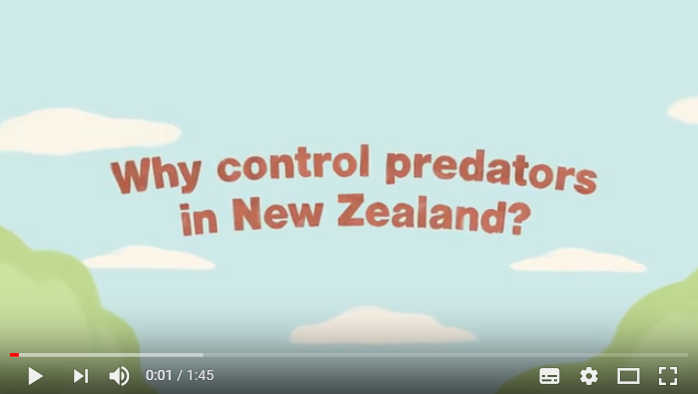 Why control predators
in New Zealand?
0:01 / 1:45